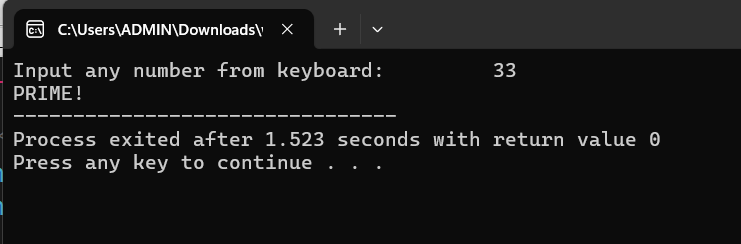 C:\Users\ADMIN\Downloads\
Input any number from keyboard: 33
PRIME!
--------------------------------
Process exited after 1.523 seconds with return value 0
Press any key to continue . . .